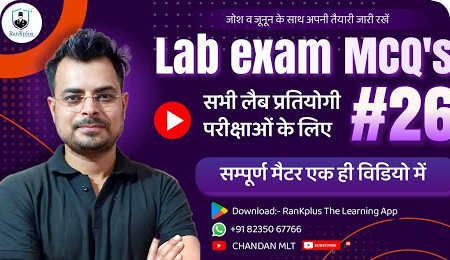 जोश व जूनून के साथ अपनी तैयारी जारी रखें
RanKplus
Lab exam MCQ's
सभी लैब प्रतियोगी
परीक्षाओं के लिए
#26
सम्पूर्ण मैटर एक ही विडियो में
Download:- RanKplus The Learning App
+91 82350 67766
CHANDAN MLT
SUBSCRIBE